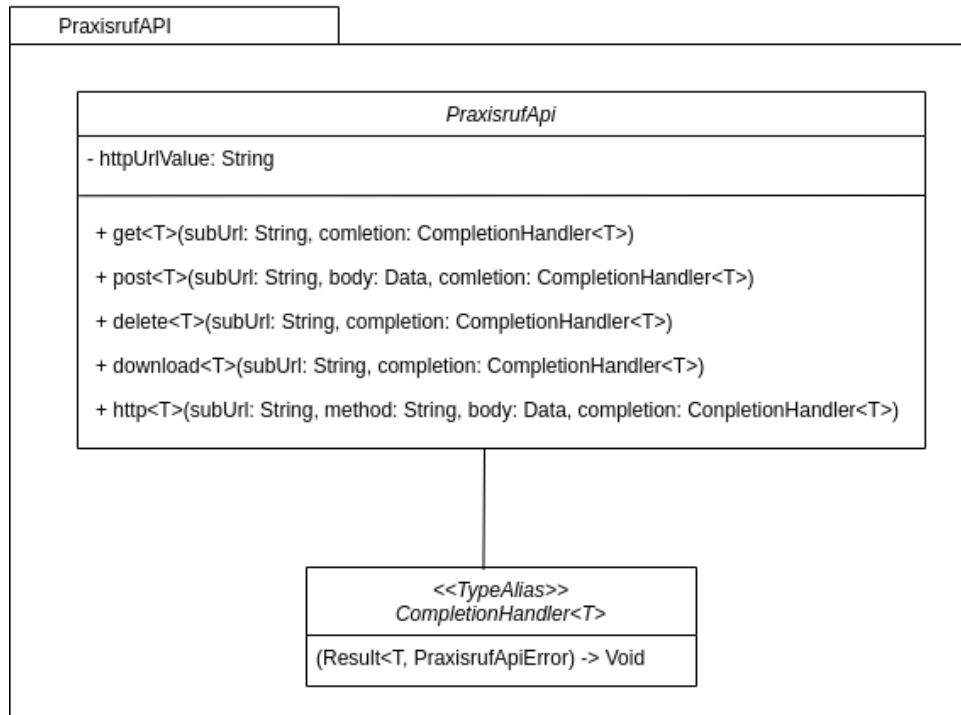 PraxisrufAPI
PraxisrufApi
- httpUrlValue: String
+ get<T>(subUrl: String, comletion: CompletionHandler<T>)
+ post<T>(subUrl: String, body: Data, comletion: CompletionHandler<T>)
+ delete<T>(subUrl: String, completion: CompletionHandler<T>)
+ download<T>(subUrl: String, completion: CompletionHandler<T>)
+ http<T>(subUrl: String, method: String, body: Data, completion: ConpletionHandler<T>)
<<TypeAlias>>
CompletionHandler<T>
(Result<T, PraxisrufApiError) -> Void